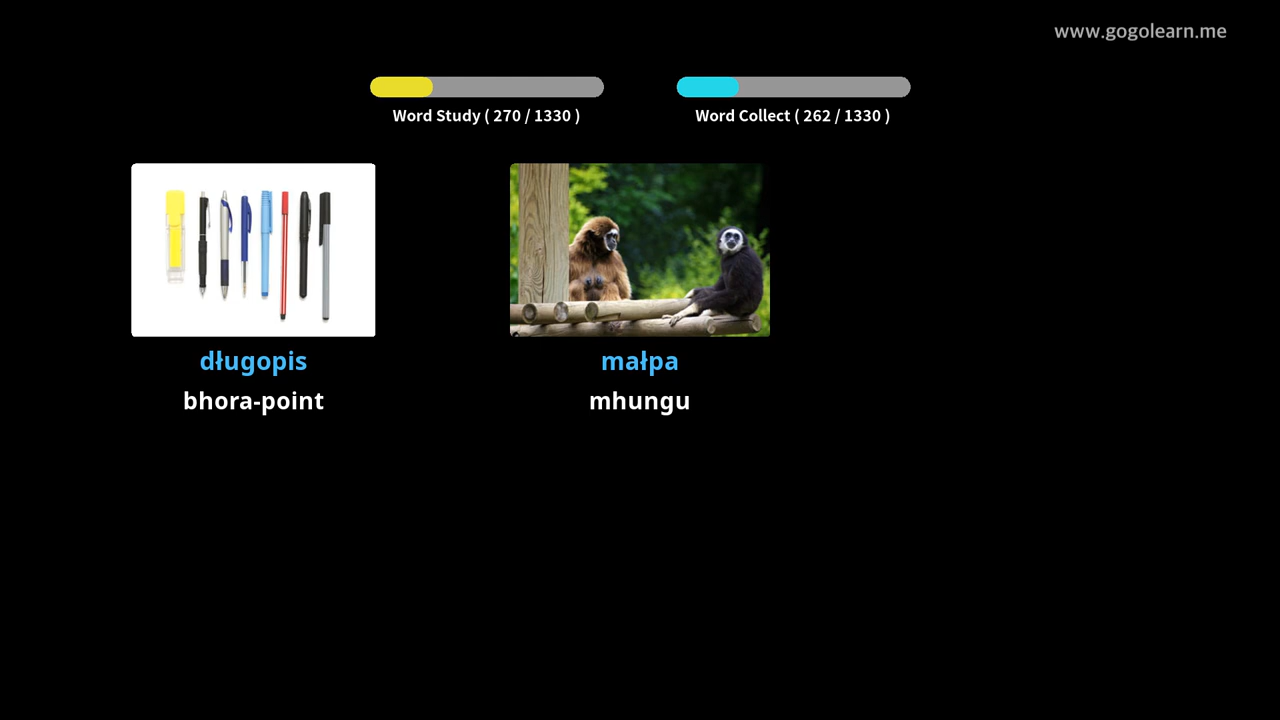 www.gogolearn.me
Word Study ( 270 / 1330 )
Word Collect ( 262 / 1330 )
długopis
bhora-point
małpa
mhungu